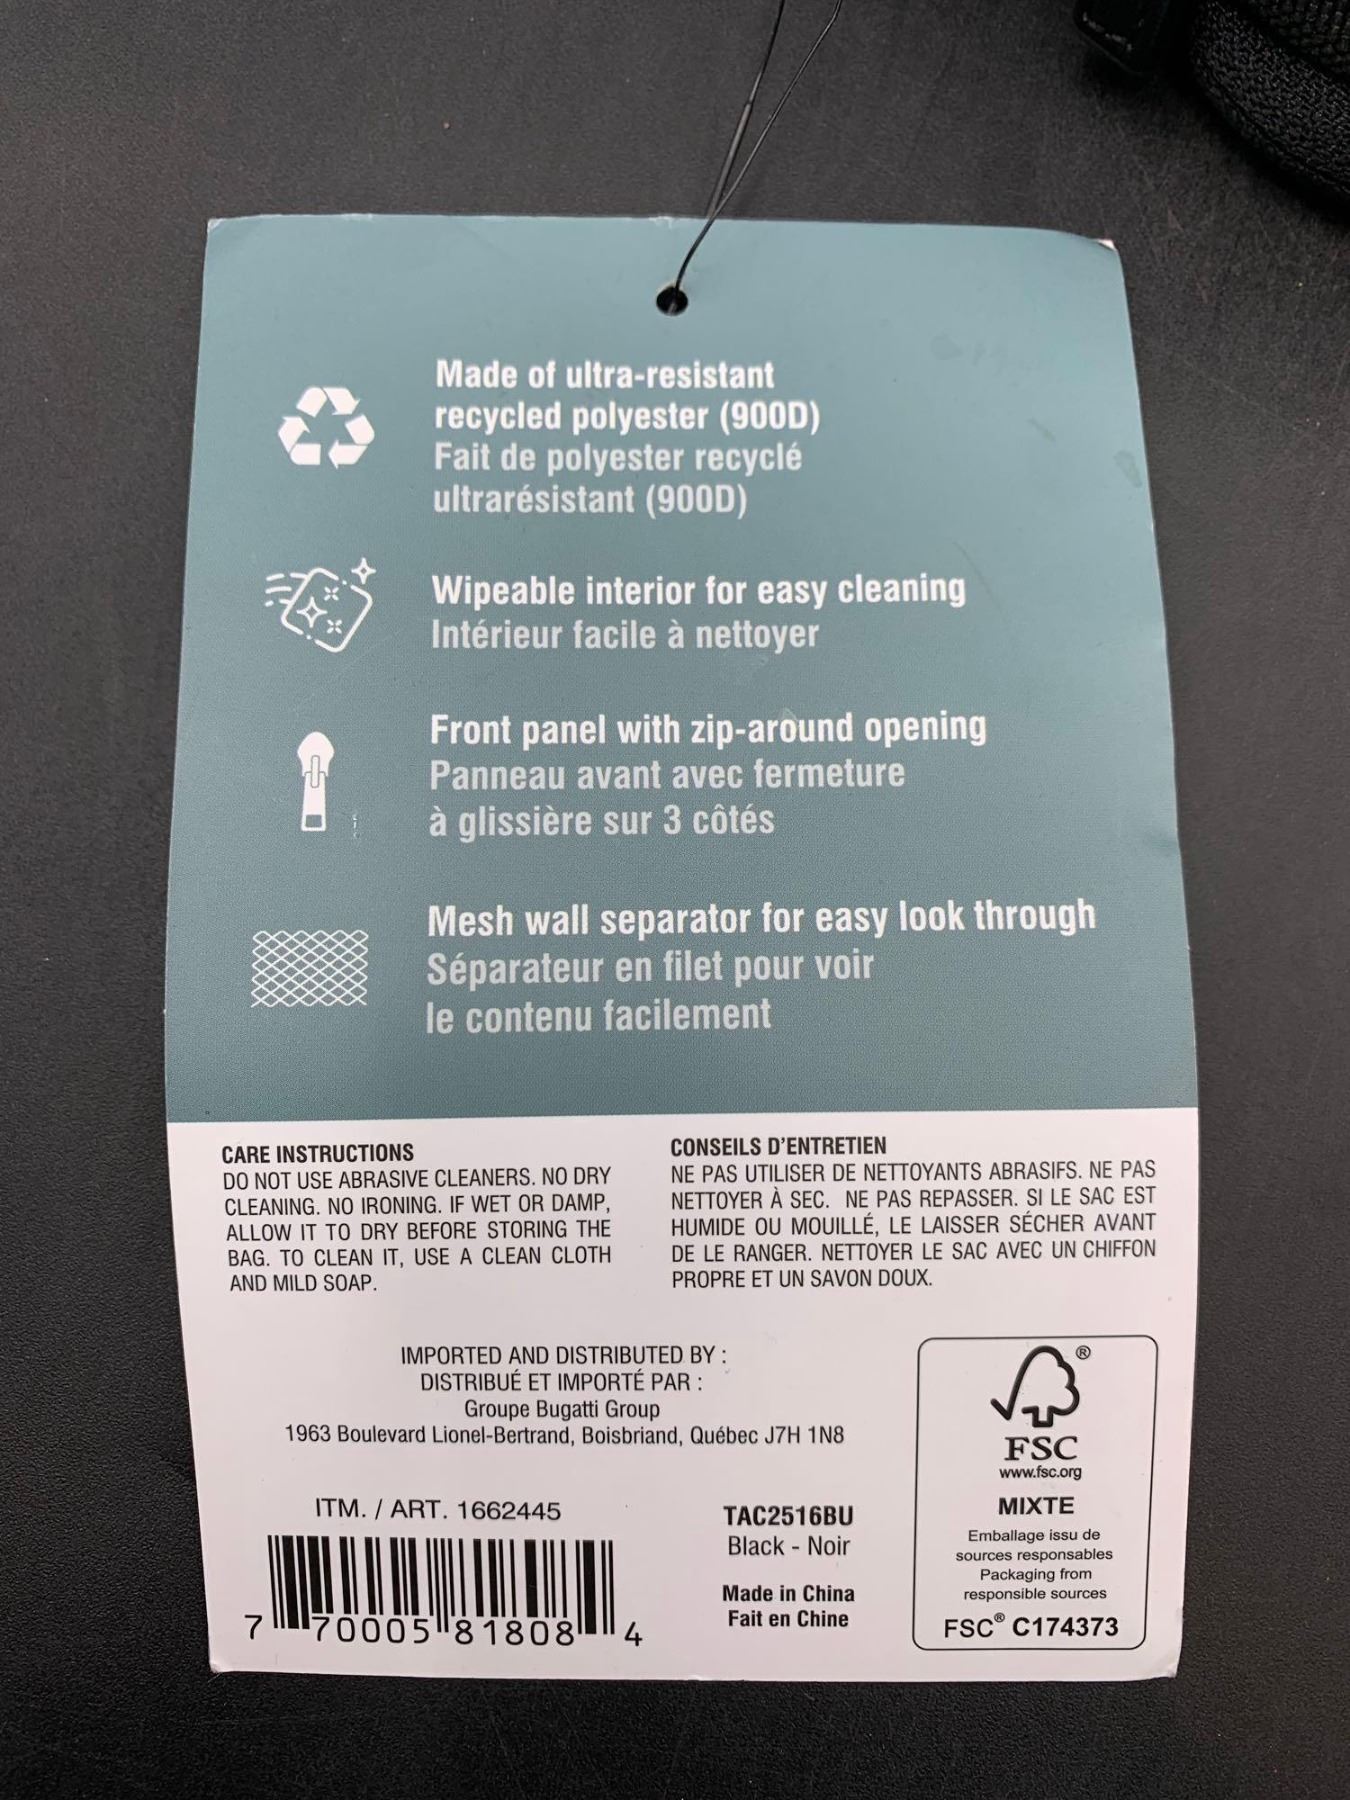 Made of ultra-resistant
recycled polyester (900D)
Fait de polyester recyclé
ultrarésistant (900D)
Wipeable interior for easy cleaning
Intérieur facile à nettoyer
Front panel with zip-around opening
Panneau avant avec fermeture
à glissière sur 3 côtés
Mesh wall separator for easy look through
Séparateur en filet pour voir
le contenu facilement
CARE INSTRUCTIONS
DO NOT USE ABRASIVE CLEANERS. NO DRY
CLEANING. NO IRONING. IF WET OR DAMP,
ALLOW IT TO DRY BEFORE STORING THE
BAG. TO CLEAN IT, USE A CLEAN CLOTH
AND MILD SOAP.
CONSEILS D'ENTRETIEN
NE PAS UTILISER DE NETTOYANTS ABRASIFS. NE PAS
NETTOYER À SEC. NE PAS REPASSER. SI LE SAC EST
HUMIDE OU MOUILLÉ, LE LAISSER SÉCHER AVANT
DE LE RANGER. NETTOYER LE SAC AVEC UN CHIFFON
PROPRE ET UN SAVON DOUX.
IMPORTED AND DISTRIBUTED BY :
DISTRIBUÉ ET IMPORTÉ PAR :
Groupe Bugatti Group
1963 Boulevard Lionel-Bertrand, Boisbriand, Québec J7H 1N8
ITM. / ART. 1662445
7 70005 81808 4
TAC2516BU
Black - Noir
Made in China
Fait en Chine
®
FSC
www.fsc.org
MIXTE
Emballage issu de
sources responsables
Packaging from
responsible sources
FSC® C174373